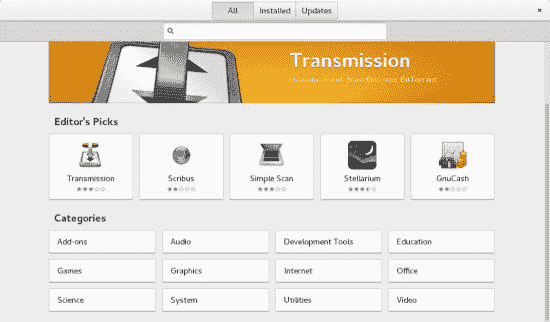 All Installed Updates
Transmission
Editor's Picks
Transmission Scribus Simple Scan Stellarium GnuCash
Categories
Add-ons Audio Development Tools Education
Games Graphics Internet Office
Science System Utilities Video